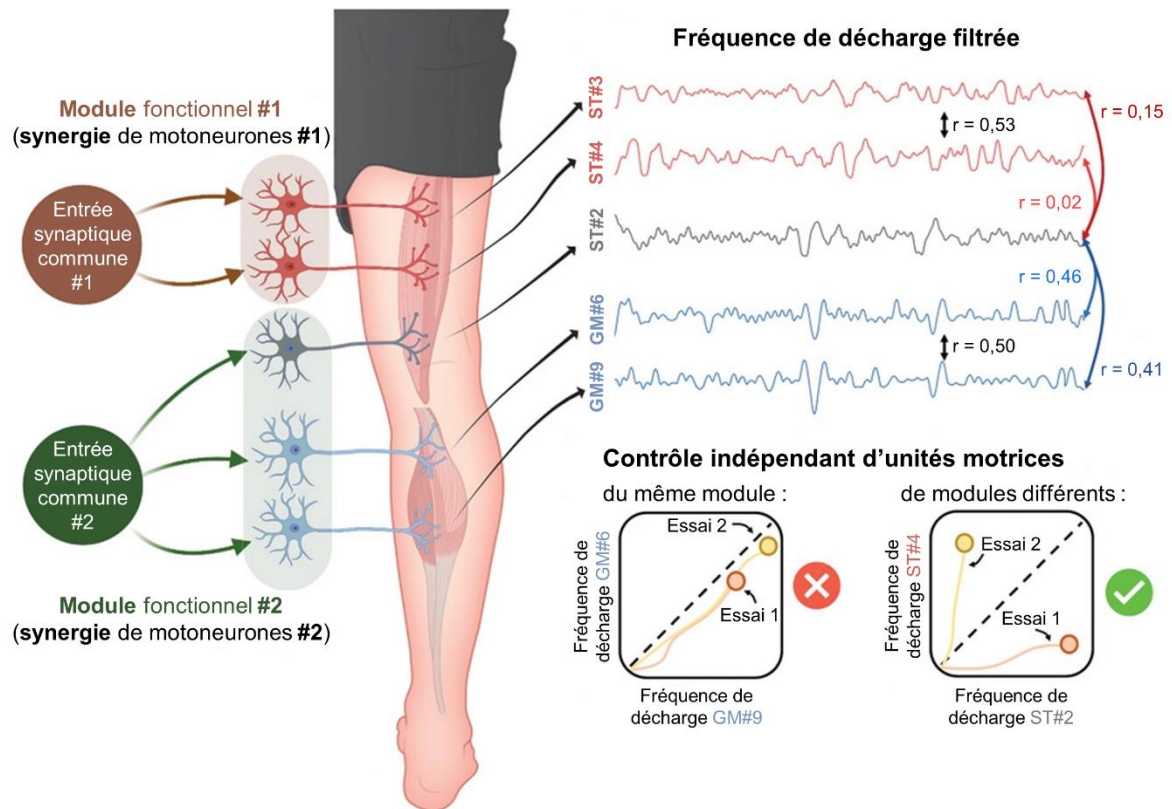 Fréquence de décharge filtrée
Module fonctionnel #1
(synergie de motoneurones #1)
Entrée
synaptique
commune
#1
Entrée
synaptique
commune
#2
Module fonctionnel #2
(synergie de motoneurones #2)
ST#3
ST#4
ST#2
GM#6
GM#9
r = 0,15
r = 0,53
r = 0,02
r = 0,46
r = 0,50
r = 0,41
Contrôle indépendant d’unités motrices
du même module :
Fréquence de
décharge GM#6
Essai 2
Essai 1
Fréquence de
décharge GM#9
de modules différents :
Fréquence de
décharge ST#4
Essai 2
Essai 1
Fréquence de
décharge ST#2